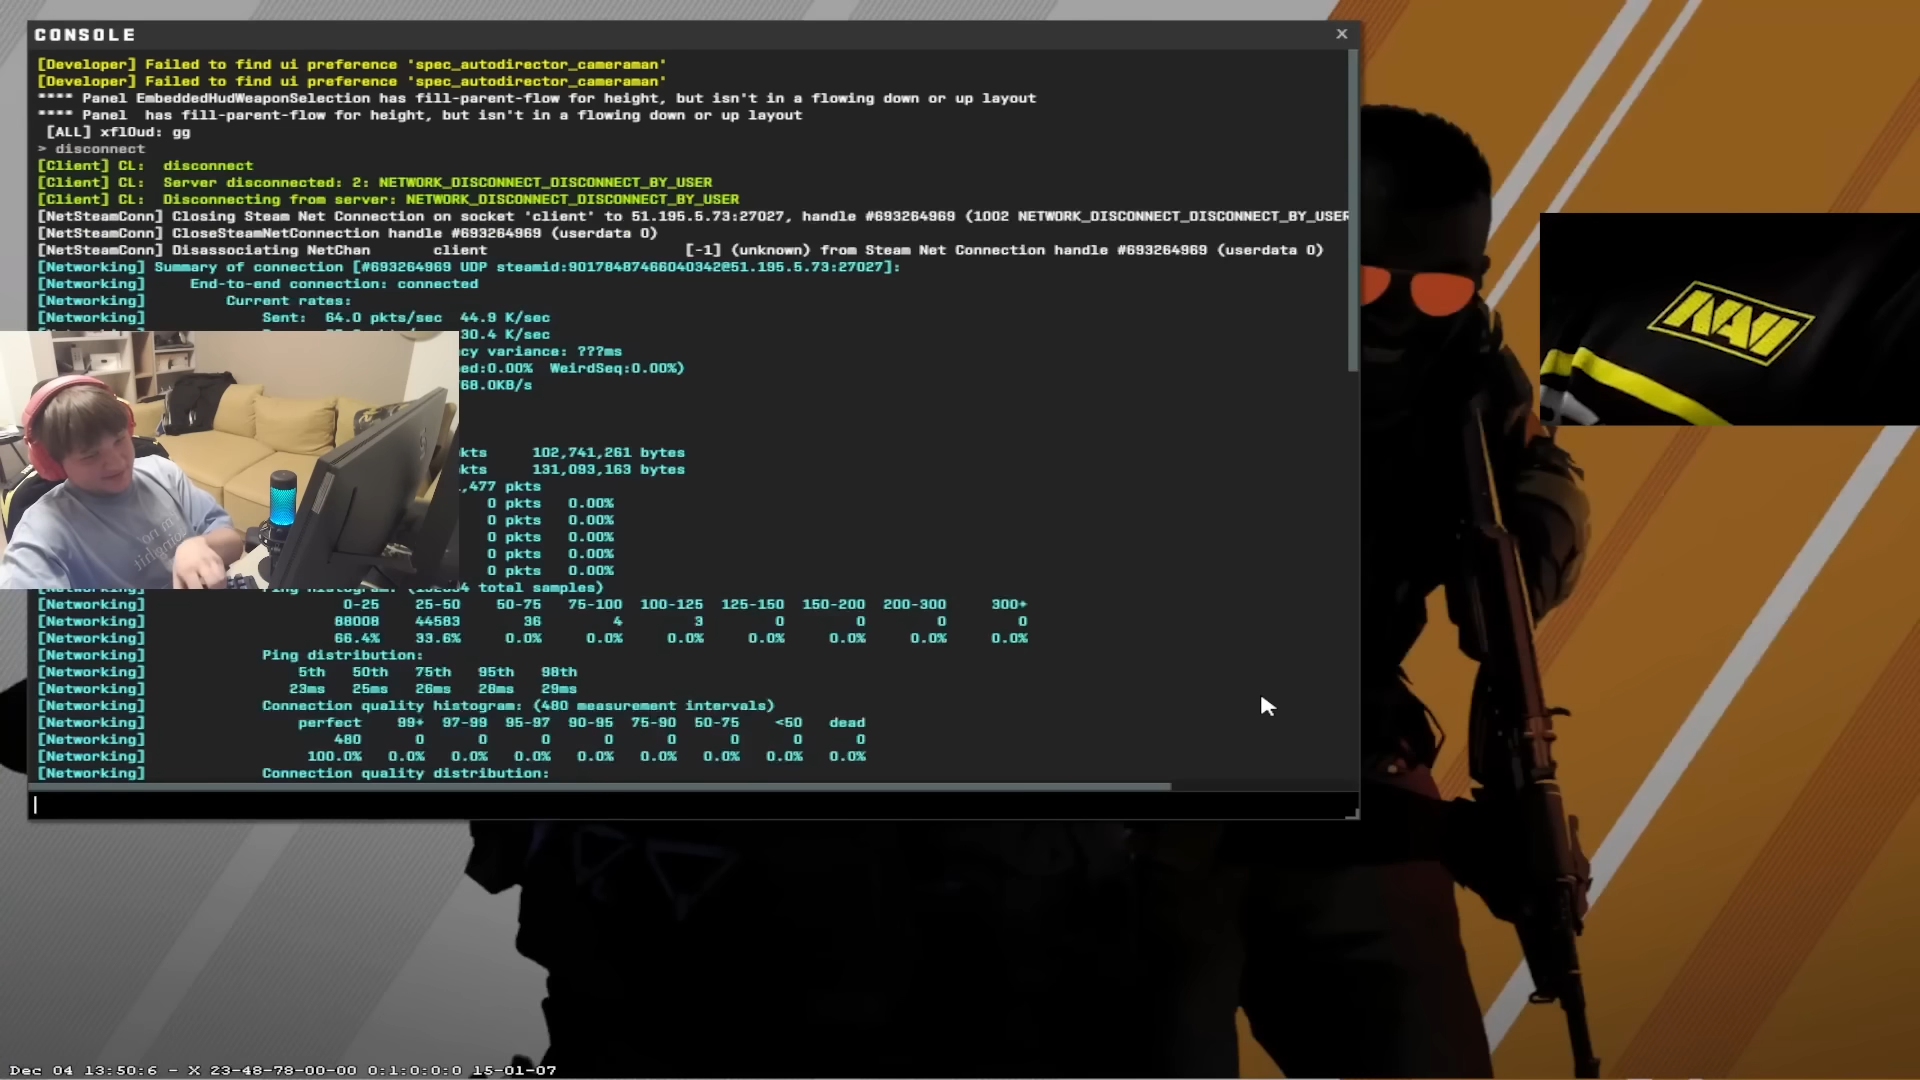 CONSOLE
[Developer] Failed to find ui preference 'spec_autodirector_cameraman'
[Developer] Failed to find ui preference 'spec_autodirector_cameraman'
**** Panel EmbeddedHudWeaponSelection has fill-parent-flow for height, but isn't in a flowing down or up layout
**** Panel  has fill-parent-flow for height, but isn't in a flowing down or up layout
[ALL] xfl0ud: gg
> disconnect
[Client] CL:  disconnect
[Client] CL:  Server disconnected: 2: NETWORK_DISCONNECT_DISCONNECT_BY_USER
[Client] CL:  Disconnecting from server: NETWORK_DISCONNECT_DISCONNECT_BY_USER
[NetSteamConn] Closing Steam Net Connection on socket 'client' to 51.195.5.73:27027, handle #693264969 (1002 NETWORK_DISCONNECT_DISCONNECT_BY_USER
[NetSteamConn] CloseSteamNetConnection handle #693264969 (userdata 0)
[NetSteamConn] Disassociating NetChan client [-1] (unknown) from Steam Net Connection handle #693264969 (userdata 0)
[Networking] Summary of connection [#693264969 UDP steamid:90178487466040342@51.195.5.73:27027]:
[Networking] End-to-end connection: connected
[Networking] Current rates:
[Networking] Sent: 64.0 pkts/sec 44.9 K/sec
30.4 K/sec
cy variance: ???ms
ed:0.00% WeirdSeq:0.00%)
68.0KB/s
NAVI
kts 102,741,261 bytes
kts 131,093,163 bytes
,477 pkts
0 pkts 0.00%
0 pkts 0.00%
0 pkts 0.00%
0 pkts 0.00%
0 pkts 0.00%
4 total samples)
[Networking] 0-25 25-50 50-75 75-100 100-125 125-150 150-200 200-300 300+
[Networking] 88008 44583 36 4 3 0 0 0 0
[Networking] 66.4% 33.6% 0.0% 0.0% 0.0% 0.0% 0.0% 0.0% 0.0%
[Networking] Ping distribution:
[Networking] 5th 50th 75th 95th 98th
[Networking] 23ms 25ms 26ms 28ms 29ms
[Networking] Connection quality histogram: (480 measurement intervals)
[Networking] perfect 99+ 97-99 95-97 90-95 75-90 50-75 <50 dead
[Networking] 480 0 0 0 0 0 0 0 0
[Networking] 100.0% 0.0% 0.0% 0.0% 0.0% 0.0% 0.0% 0.0% 0.0%
[Networking] Connection quality distribution:
Dec 04 13:50:6 - X 23-48-78-00-00 0:1:0:0:0 15-01-07